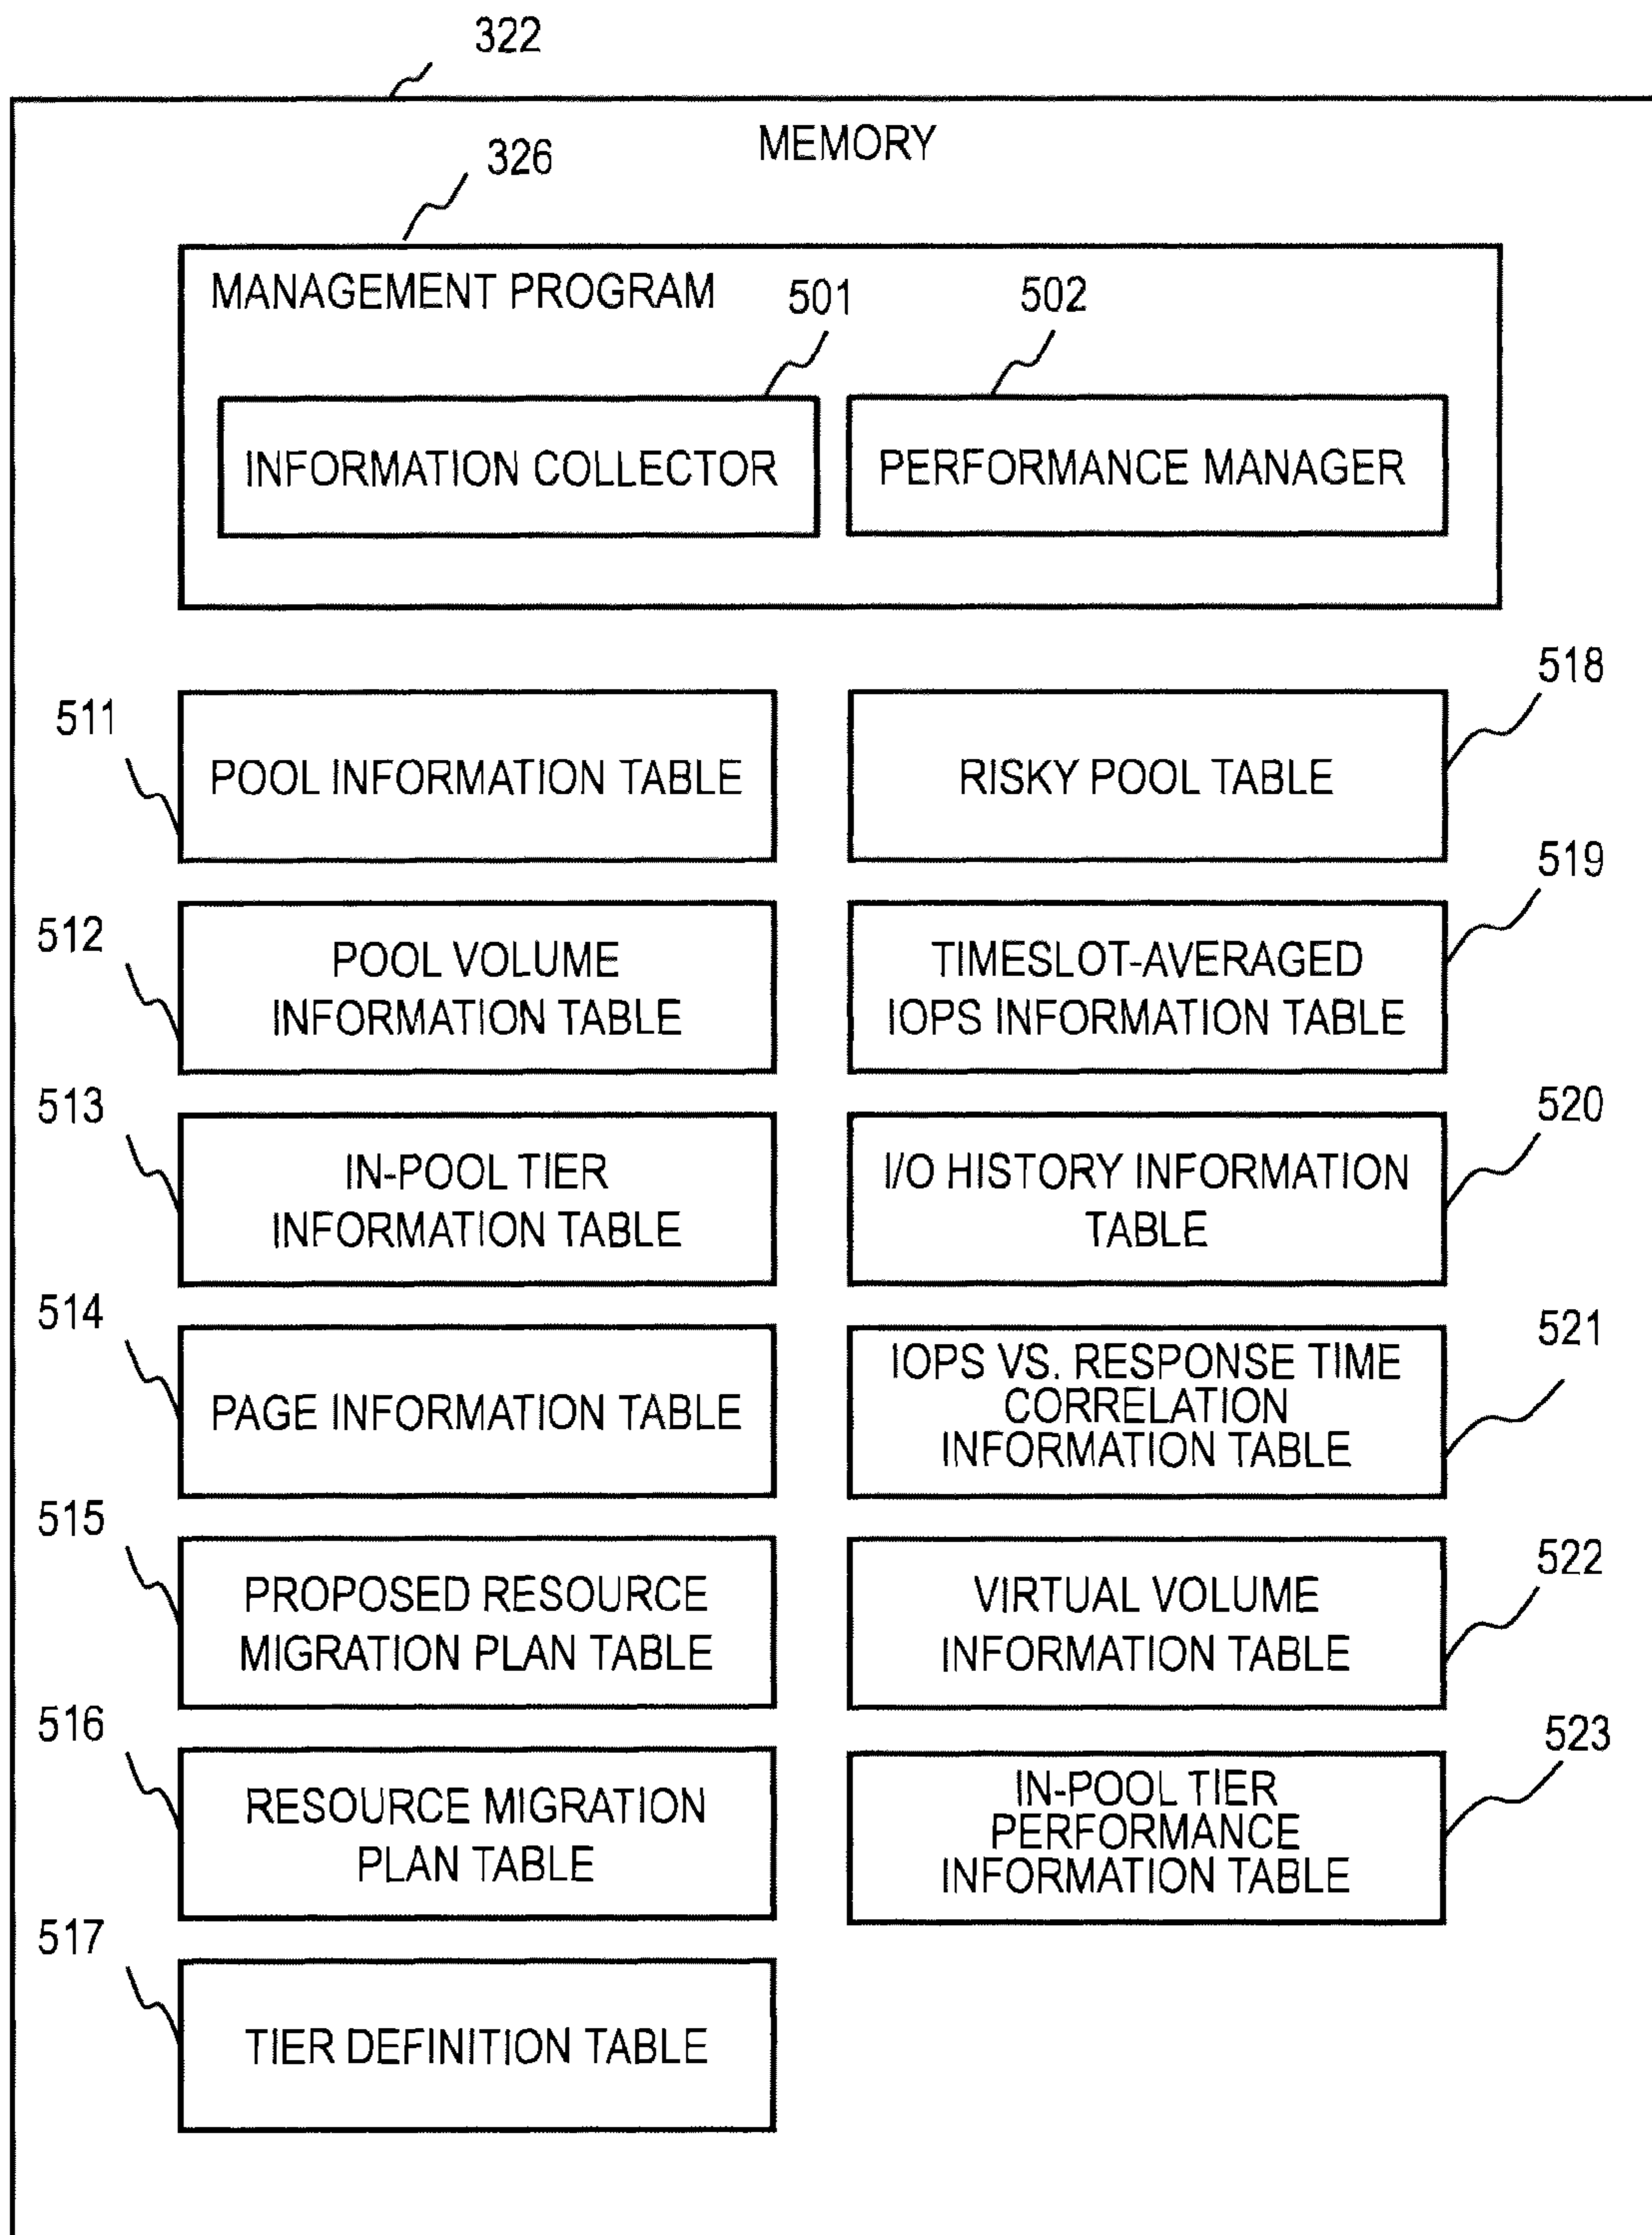 322
MEMORY
326
MANAGEMENT PROGRAM
501
502
INFORMATION COLLECTOR
PERFORMANCE MANAGER
511
POOL INFORMATION TABLE
518
RISKY POOL TABLE
512
POOL VOLUME
INFORMATION TABLE
519
TIMESLOT-AVERAGED
IOPS INFORMATION TABLE
513
IN-POOL TIER
INFORMATION TABLE
520
I/O HISTORY INFORMATION
TABLE
514
PAGE INFORMATION TABLE
521
IOPS VS. RESPONSE TIME
CORRELATION
INFORMATION TABLE
515
PROPOSED RESOURCE
MIGRATION PLAN TABLE
522
VIRTUAL VOLUME
INFORMATION TABLE
516
RESOURCE MIGRATION
PLAN TABLE
523
IN-POOL TIER
PERFORMANCE
INFORMATION TABLE
517
TIER DEFINITION TABLE